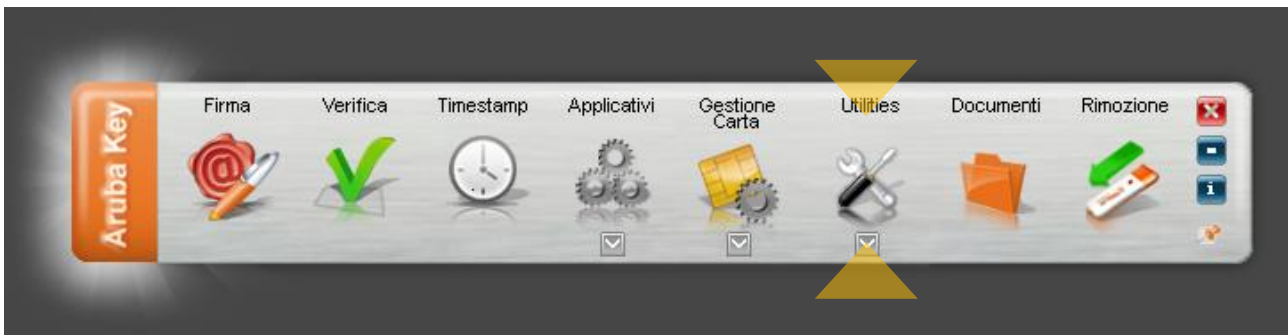 Aruba Key
Firma
Verifica
Timestamp
Applicativi
Gestione
Carta
Utilities
Documenti
Rimozione